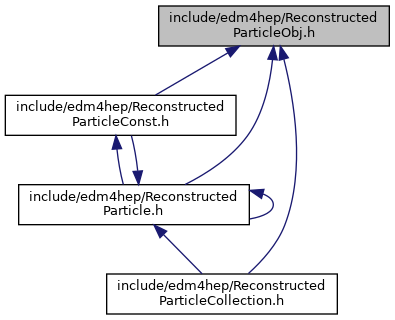 include/edm4hep/Reconstructed
ParticleObj.h
include/edm4hep/Reconstructed
ParticleConst.h
include/edm4hep/Reconstructed
Particle.h
include/edm4hep/Reconstructed
ParticleCollection.h